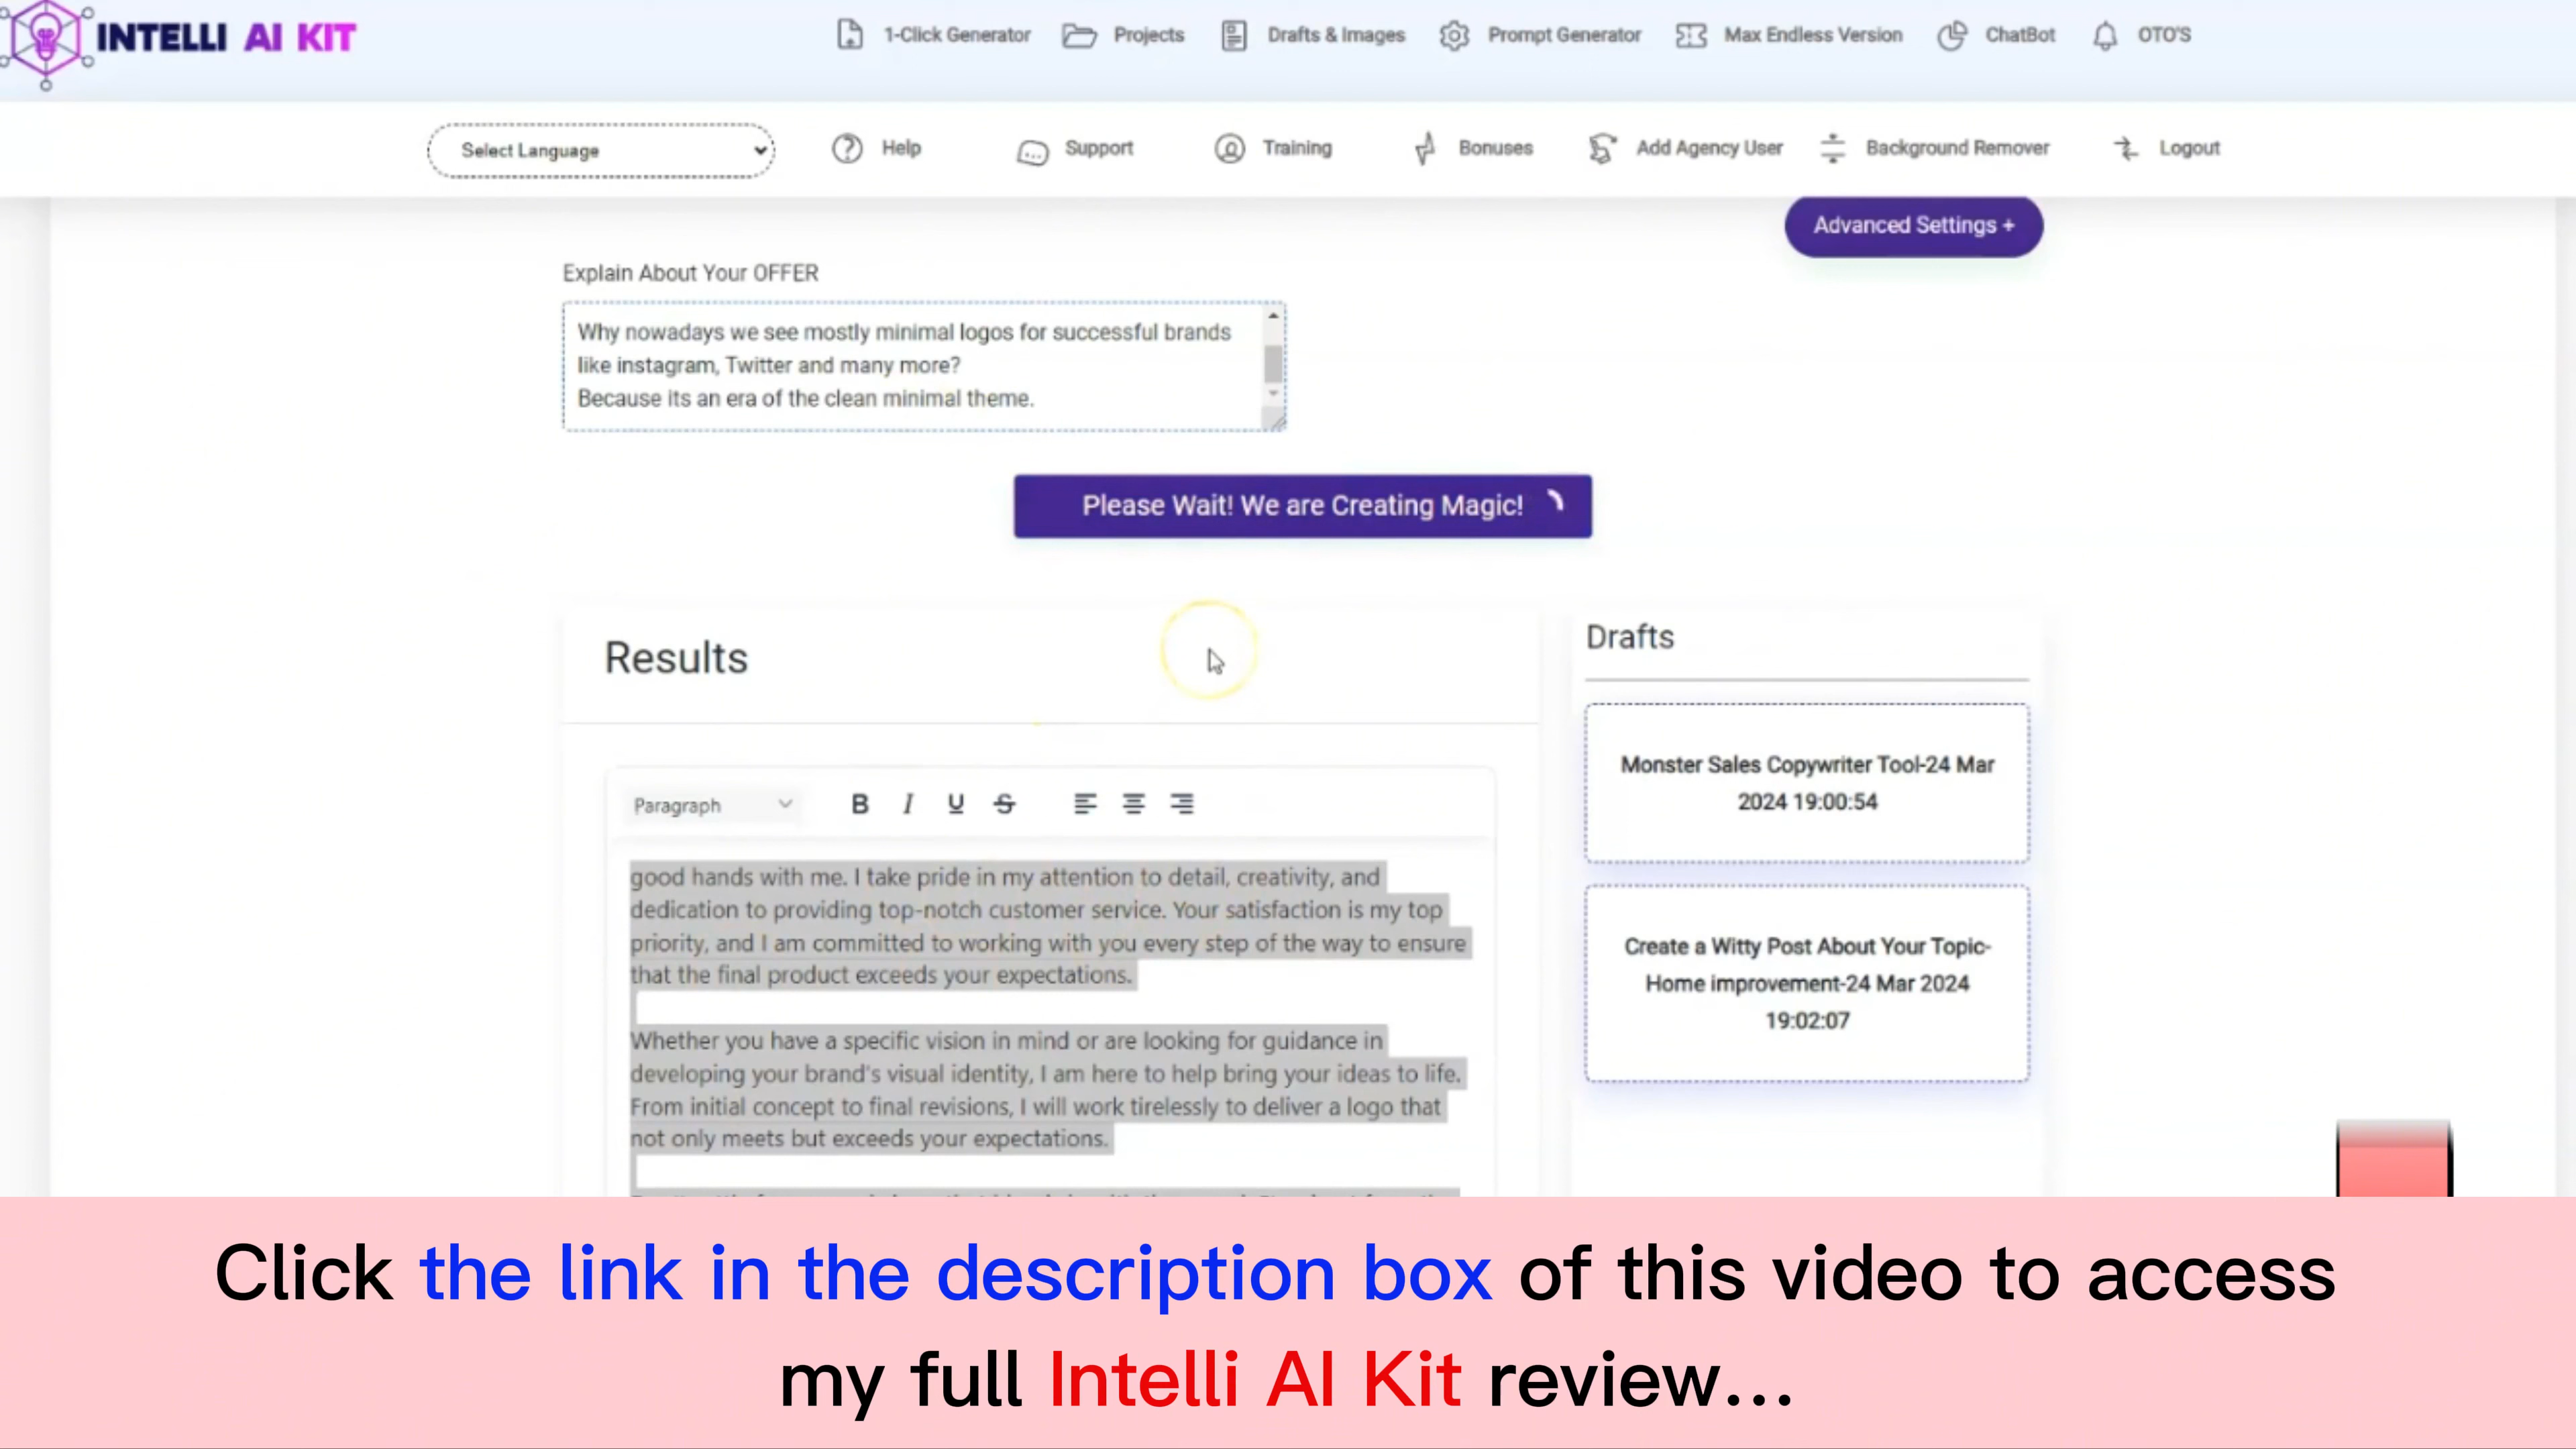 INTELLI AI KIT
1-Click Generator
Projects
Drafts & Images
Prompt Generator
Max Endless Version
ChatBot
OTO'S
Select Language
Help
Support
Training
Bonuses
Add Agency User
Background Remover
Logout
Advanced Settings +
Explain About Your OFFER
Why nowadays we see mostly minimal logos for successful brands
like instagram, Twitter and many more?
Because its an era of the clean minimal theme.
Please Wait! We are Creating Magic!
Results
Paragraph
B I U S
good hands with me. I take pride in my attention to detail, creativity, and
dedication to providing top-notch customer service. Your satisfaction is my top
priority, and I am committed to working with you every step of the way to ensure
that the final product exceeds your expectations.
Whether you have a specific vision in mind or are looking for guidance in
developing your brand's visual identity, I am here to help bring your ideas to life.
From initial concept to final revisions, I will work tirelessly to deliver a logo that
not only meets but exceeds your expectations.
Drafts
Monster Sales Copywriter Tool-24 Mar
2024 19:00:54
Create a Witty Post About Your Topic-
Home improvement-24 Mar 2024
19:02:07
Click the link in the description box of this video to access
my full Intelli AI Kit review...